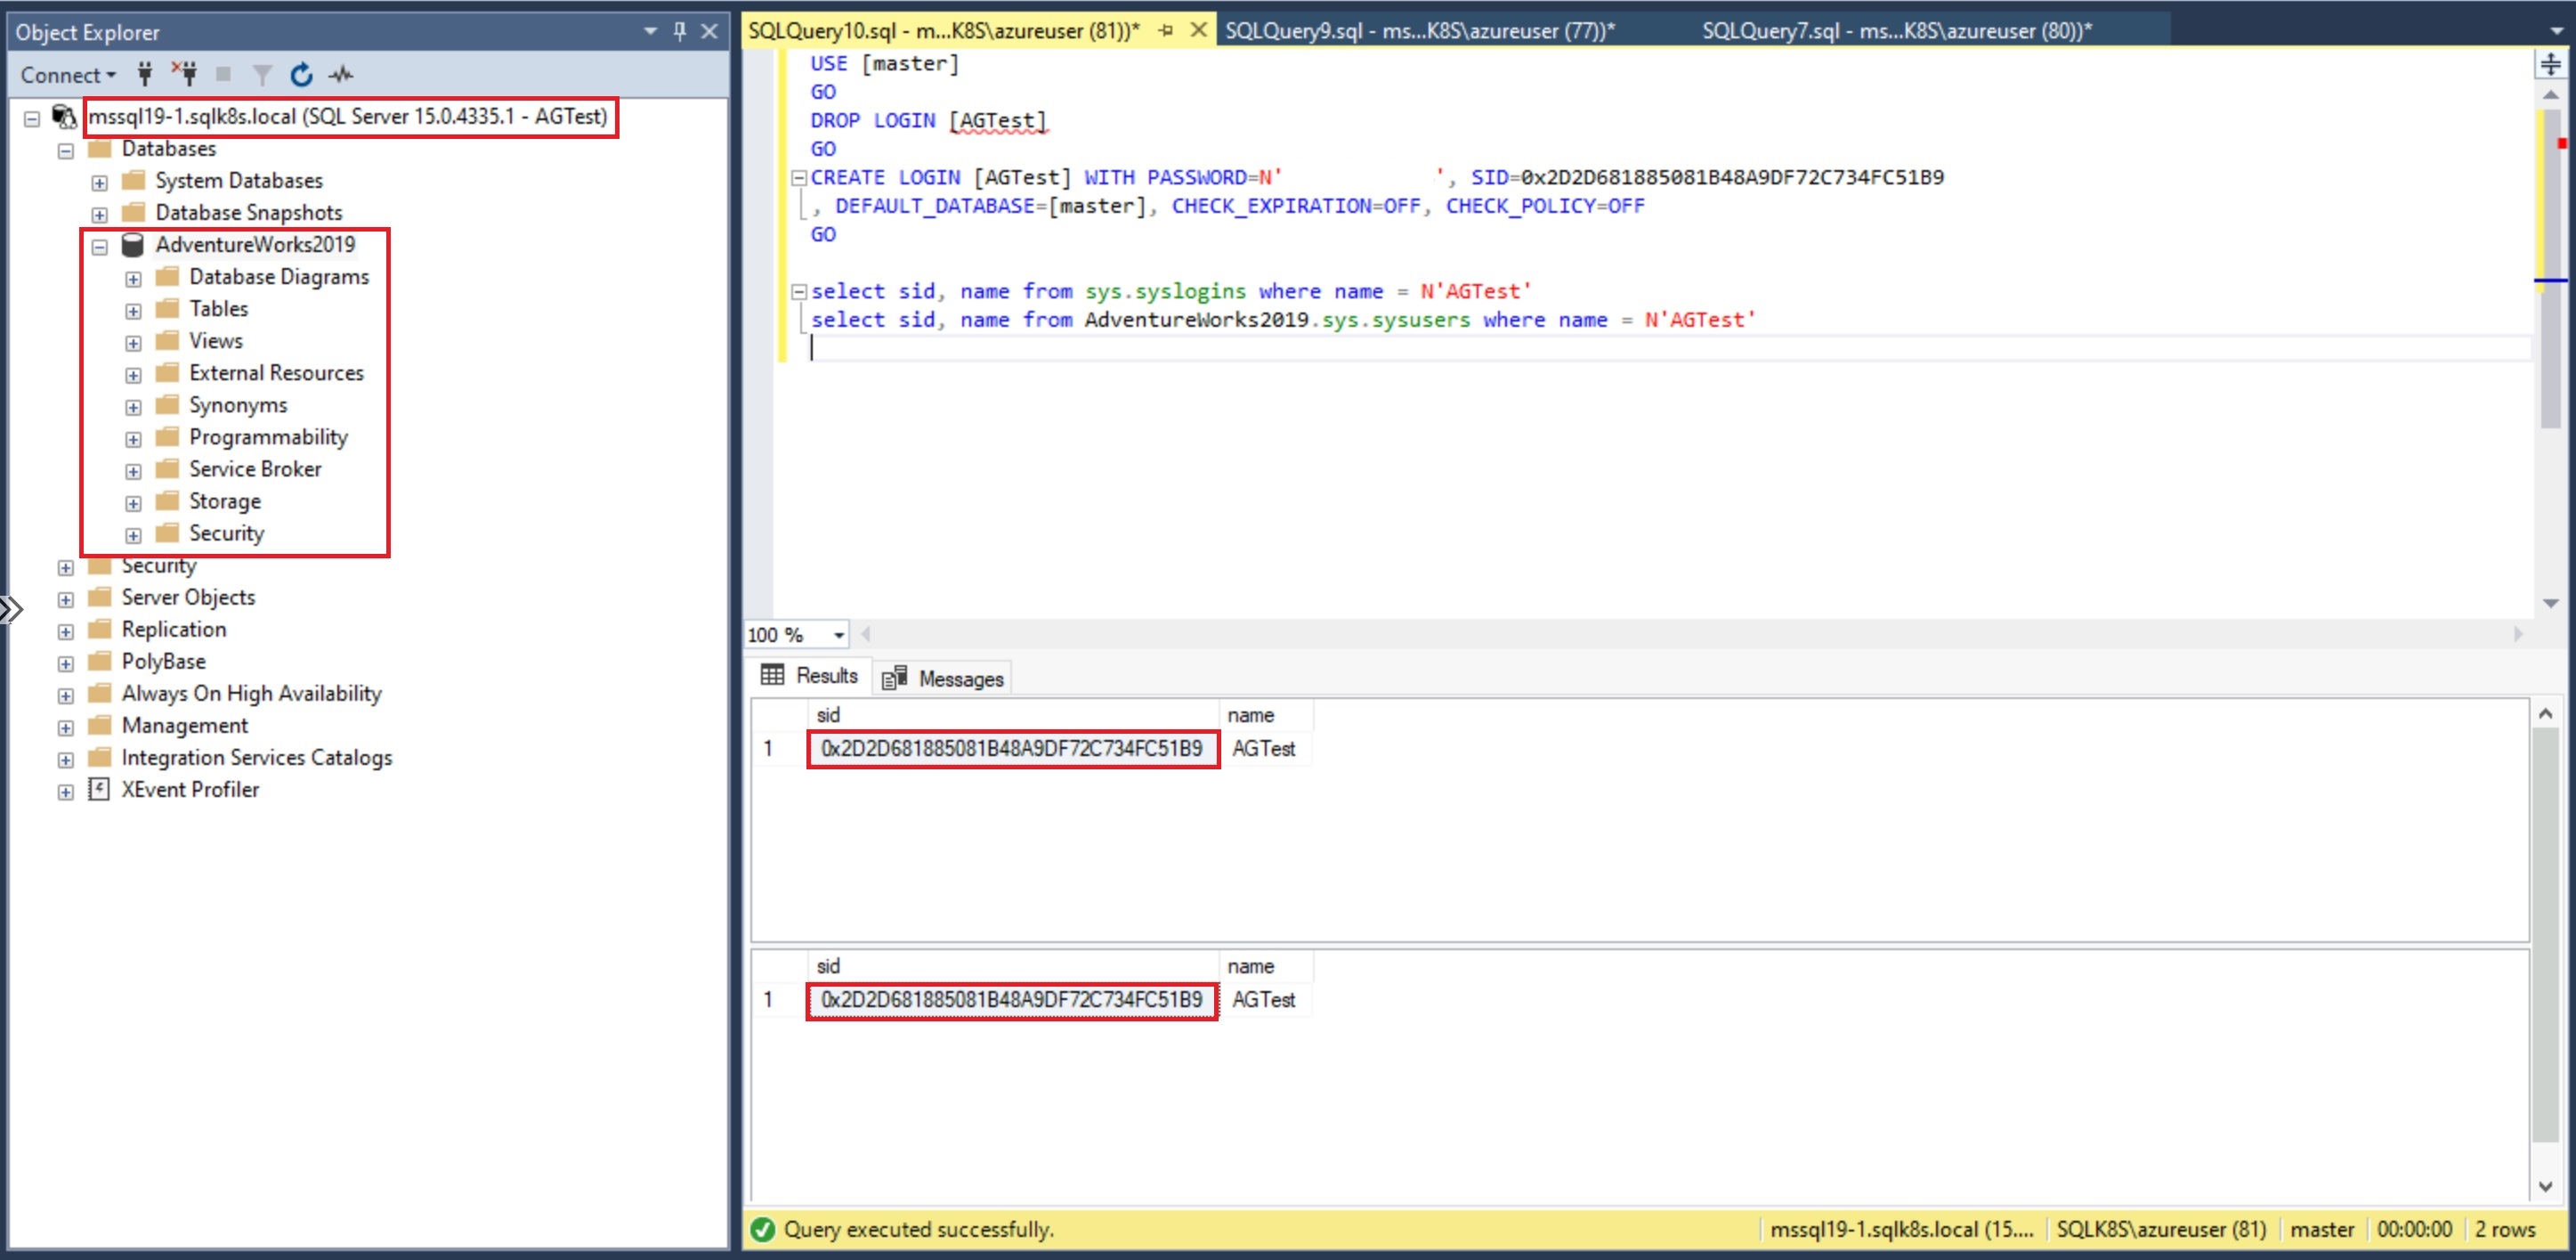 Object Explorer
Connect
mssql19-1.sqlk8s.local (SQL Server 15.0.4335.1 - AGTest)
Databases
System Databases
Database Snapshots
AdventureWorks2019
Database Diagrams
Tables
Views
External Resources
Synonyms
Programmability
Service Broker
Storage
Security
Security
Server Objects
Replication
PolyBase
Always On High Availability
Management
Integration Services Catalogs
XEvent Profiler
SQLQuery10.sql - m...K8S\azureuser (81))* SQLQuery9.sql - ms...K8S\azureuser (77))* SQLQuery7.sql - ms...K8S\azureuser (80))*
USE [master]
GO
DROP LOGIN [AGTest]
GO
CREATE LOGIN [AGTest] WITH PASSWORD=N' ', SID=0x2D2D681885081B48A9DF72C734FC51B9
, DEFAULT_DATABASE=[master], CHECK_EXPIRATION=OFF, CHECK_POLICY=OFF
GO
select sid, name from sys.syslogins where name = N'AGTest'
select sid, name from AdventureWorks2019.sys.sysusers where name = N'AGTest'
100 %
Results Messages
sid name
1 0x2D2D681885081B48A9DF72C734FC51B9 AGTest
sid name
1 0x2D2D681885081B48A9DF72C734FC51B9 AGTest
Query executed successfully. mssql19-1.sqlk8s.local (15.... SQLK8S\azureuser (81) master 00:00:00 2 rows